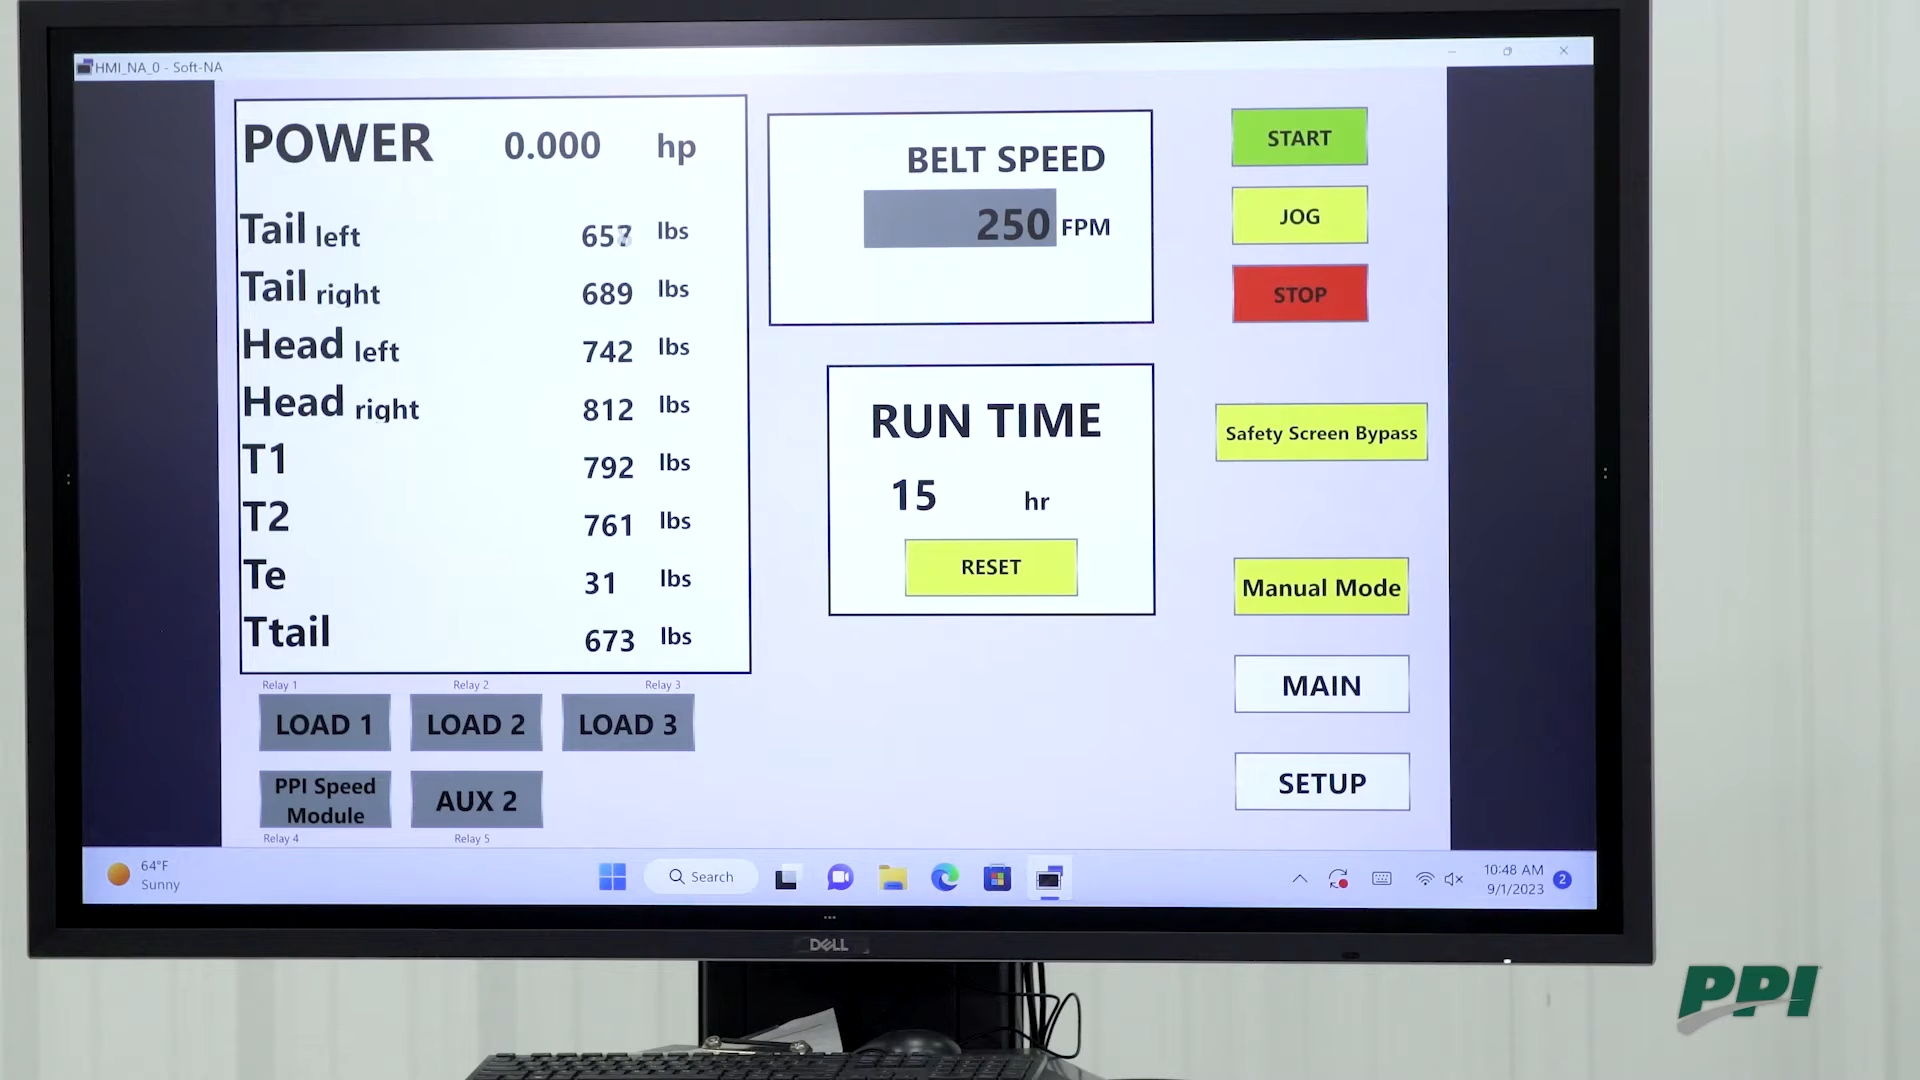 HMI_NA_0 - Soft-NA
POWER 0.000 hp
Tail left lbs
Tail right 689 lbs
Head left 742 lbs
Head right 812 lbs
T1 792 lbs
T2 761 lbs
Te 31 lbs
Ttail 673 lbs
Relay 1 Relay 2 Relay 3
LOAD 1 LOAD 2 LOAD 3
PPI Speed
Module
AUX 2
Relay 4 Relay 5
BELT SPEED
250 FPM
RUN TIME
15 hr
RESET
START
JOG
STOP
Safety Screen Bypass
Manual Mode
MAIN
SETUP
64°F
Sunny
Search
10:48 AM
9/1/2023
2
DELL
PPI